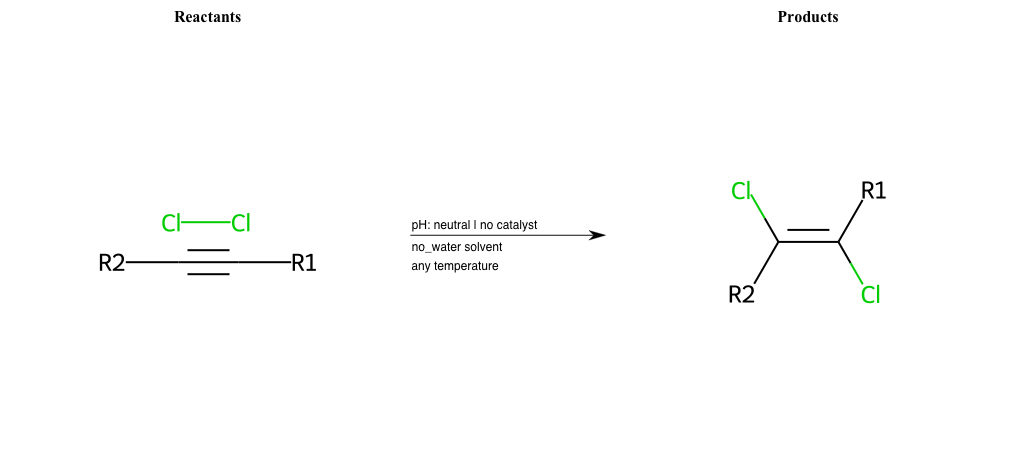 Reactants
Products
Cl Cl
R2 R1
pH: neutral | no catalyst
no_water solvent
any temperature
Cl R1
R2 Cl